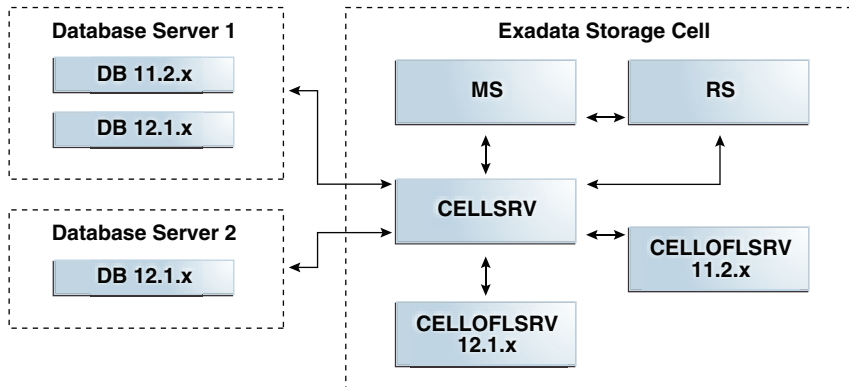 Database Server 1
DB 11.2.x
DB 12.1.x
Database Server 2
DB 12.1.x
Exadata Storage Cell
MS
RS
CELLSRV
CELLOFLSRV
11.2.x
CELLOFLSRV
12.1.x